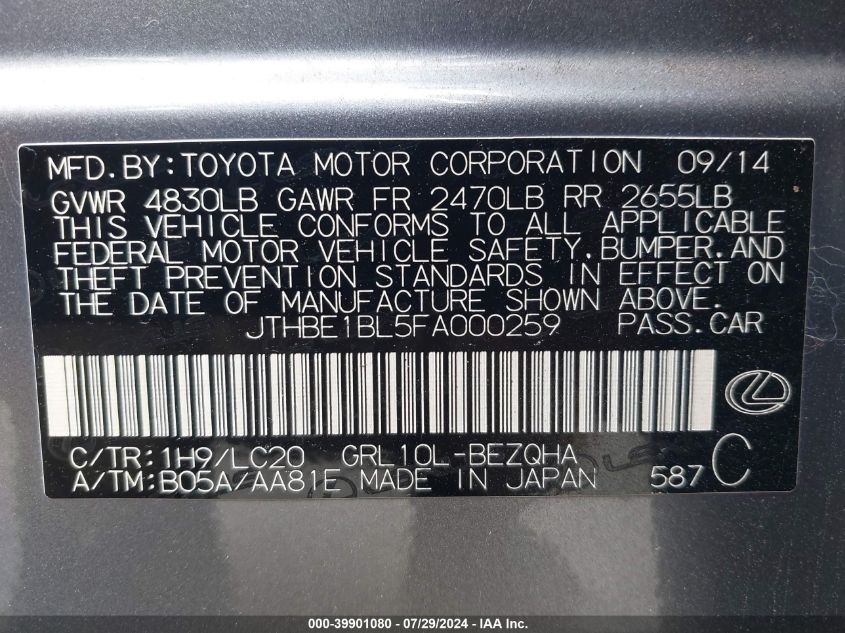 MFD.BY:TOYOTA MOTOR CORPORATION 09/14
GVWR 4830LB GAWR FR 2470LB RR 2655LB
THIS VEHICLE CONFORMS TO ALL APPLICABLE
FEDERAL MOTOR VEHICLE SAFETY,BUMPER,AND
THEFT PREVENTION STANDARDS IN EFFECT ON
THE DATE OF MANUFACTURE SHOWN ABOVE.
JTHBE1BL5FA000259 PASS.CAR
C/TR:1H9/LC20 GRL10L-BEZQHA
A/TM:B05A/AA81E MADE IN JAPAN 587 C
000-39901080 - 07/29/2024 - IAA Inc.